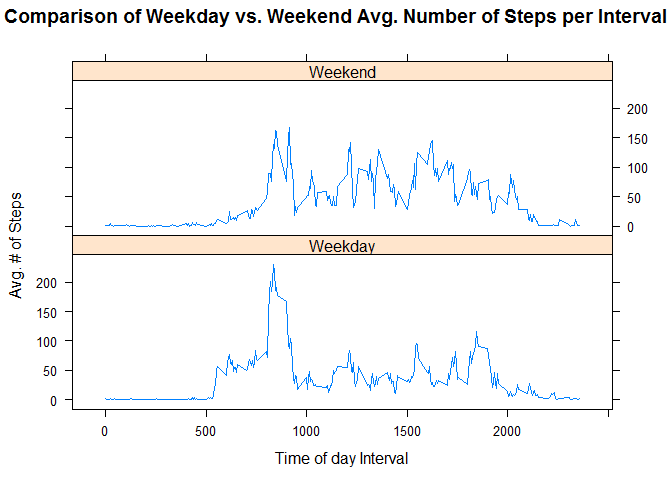 Comparison of Weekday vs. Weekend Avg. Number of Steps per Interval
Weekend
200
150
100
50
0
Weekday
200
150
100
50
0
Avg. # of Steps
0 500 1000 1500 2000
Time of day Interval